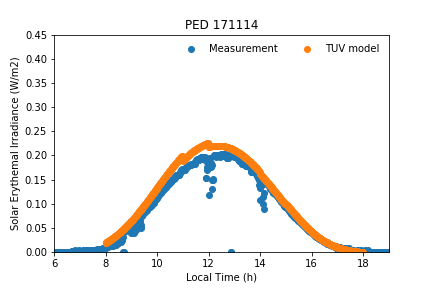 PED 171114
Measurement
TUV model
Solar Erythemal Irradiance (W/m2)
0.45
0.40
0.35
0.30
0.25
0.20
0.15
0.10
0.05
0.00
6 8 10 12 14 16 18
Local Time (h)